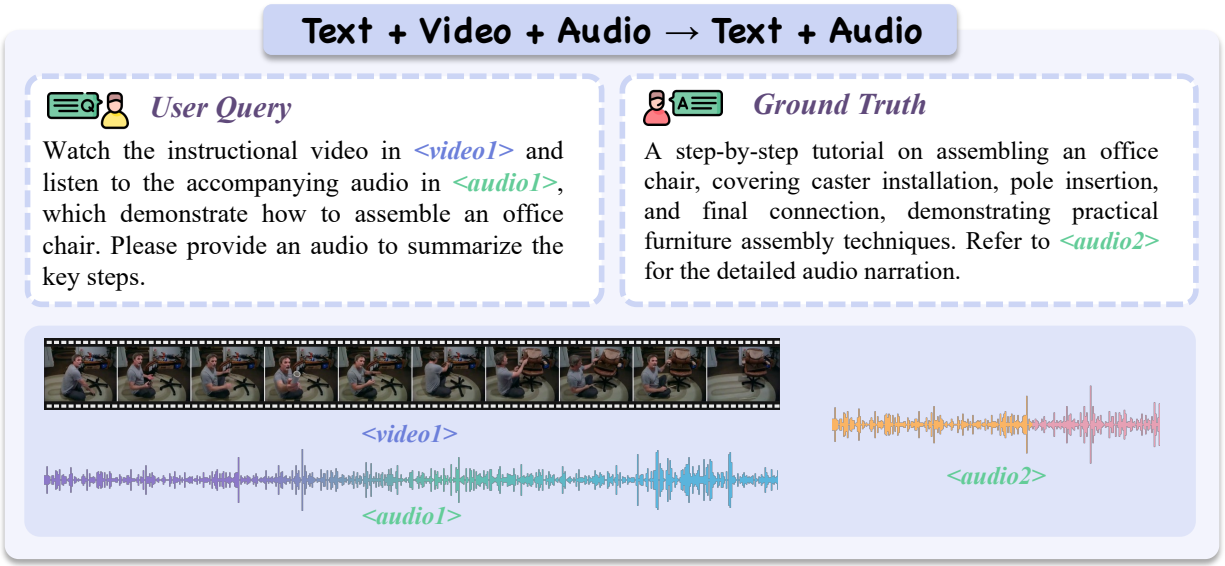 Text + Video + Audio → Text + Audio
Q
User Query
Watch the instructional video in <video1> and
listen to the accompanying audio in <audio1>,
which demonstrate how to assemble an office
chair. Please provide an audio to summarize the
key steps.
A
Ground Truth
A step-by-step tutorial on assembling an office
chair, covering caster installation, pole insertion,
and final connection, demonstrating practical
furniture assembly techniques. Refer to <audio2>
for the detailed audio narration.
<video1>
<audio1>
<audio2>